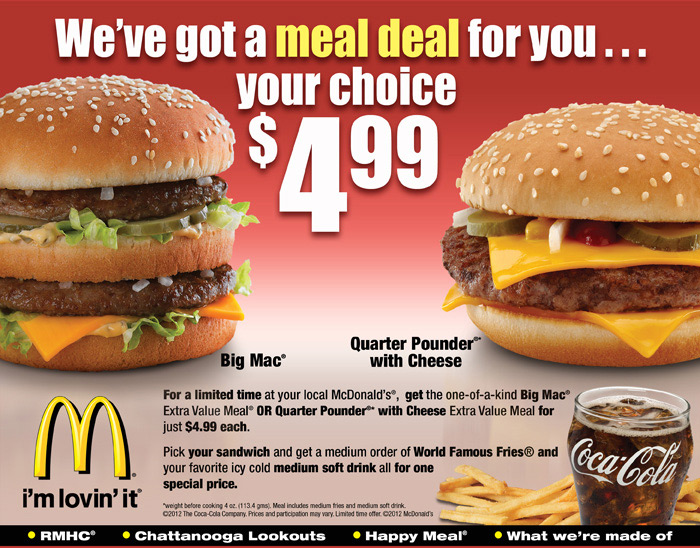 We've got a meal deal for you . . .
your choice
$4.99
Big Mac®
Quarter Pounder®*
with Cheese
For a limited time at your local McDonald's®, get the one-of-a-kind Big Mac®
Extra Value Meal® OR Quarter Pounder®* with Cheese Extra Value Meal for
just $4.99 each.
Pick your sandwich and get a medium order of World Famous Fries® and
your favorite icy cold medium soft drink all for one
special price.
i'm lovin' it®
Coca-Cola
*weight before cooking 4 oz. (113.4 gms). Meal includes medium fries and medium soft drink.
©2012 The Coca-Cola Company. Prices and participation may vary. Limited time offer. ©2012 McDonald's
• RMHC® • Chattanooga Lookouts • Happy Meal® • What we're made of